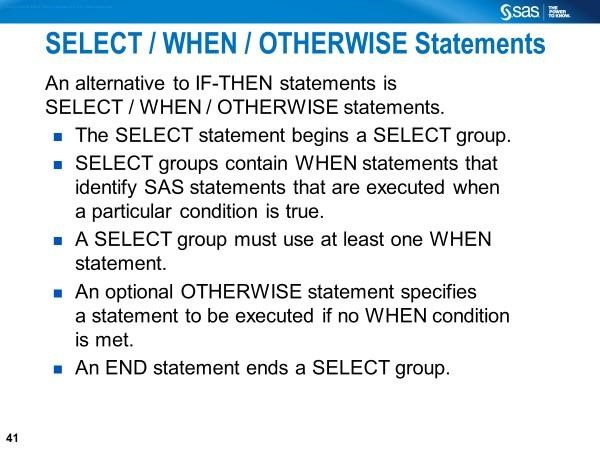 sas
THE
POWER
TO KNOW.
SELECT / WHEN / OTHERWISE Statements
An alternative to IF-THEN statements is
SELECT / WHEN / OTHERWISE statements.
■ The SELECT statement begins a SELECT group.
■ SELECT groups contain WHEN statements that
identify SAS statements that are executed when
a particular condition is true.
■ A SELECT group must use at least one WHEN
statement.
■ An optional OTHERWISE statement specifies
a statement to be executed if no WHEN condition
is met.
■ An END statement ends a SELECT group.
41